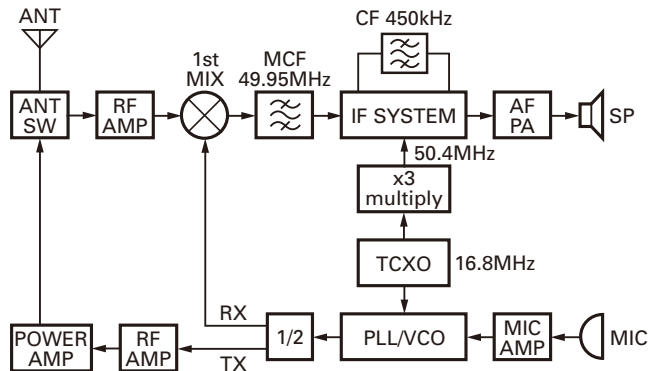 ANT
CF 450kHz
1st
MIX
MCF
49.95MHz
ANT
SW
RF
AMP
IF SYSTEM
AF
PA
SP
50.4MHz
x3
multiply
TCXO
16.8MHz
RX
POWER
AMP
RF
AMP
TX
1/2
PLL/VCO
MIC
AMP
MIC